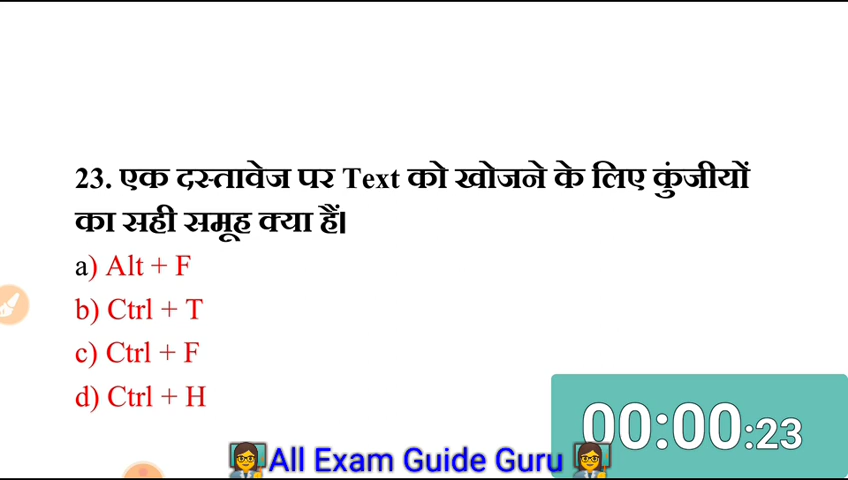 23. एक दस्तावेज पर Text को खोजने के लिए कुंजीयों
का सही समूह क्या हैं।
a) Alt + F
b) Ctrl + T
c) Ctrl + F
d) Ctrl + H
00:00:23
All Exam Guide Guru